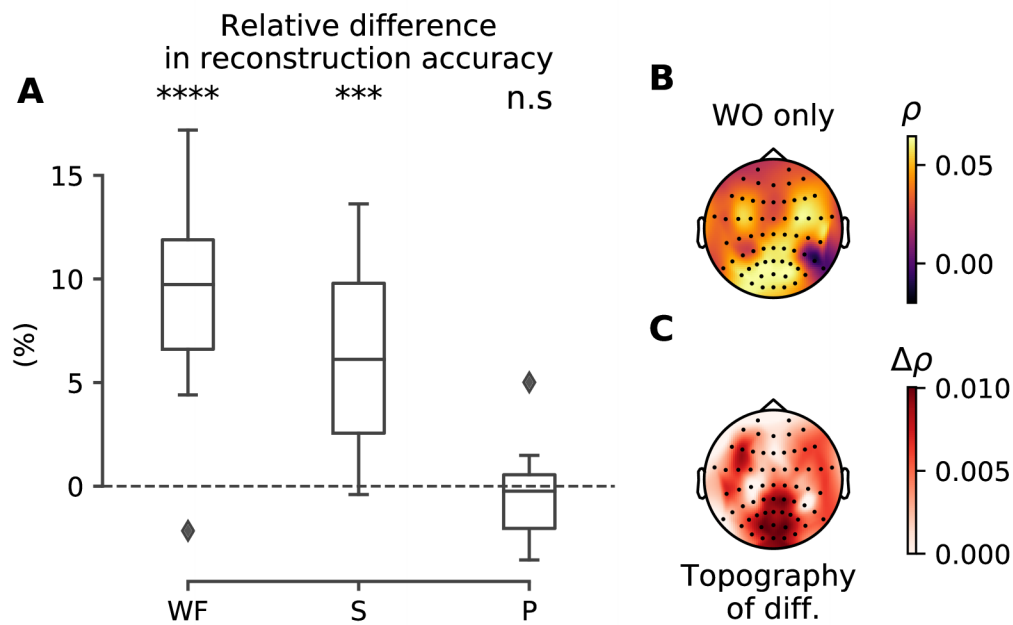 Relative difference
in reconstruction accuracy
A
**** *** n.s
15
10
5
0
(%)
WF S P
B
WO only
ρ
0.05
0.00
C
Δρ
0.010
0.005
0.000
Topography
of diff.